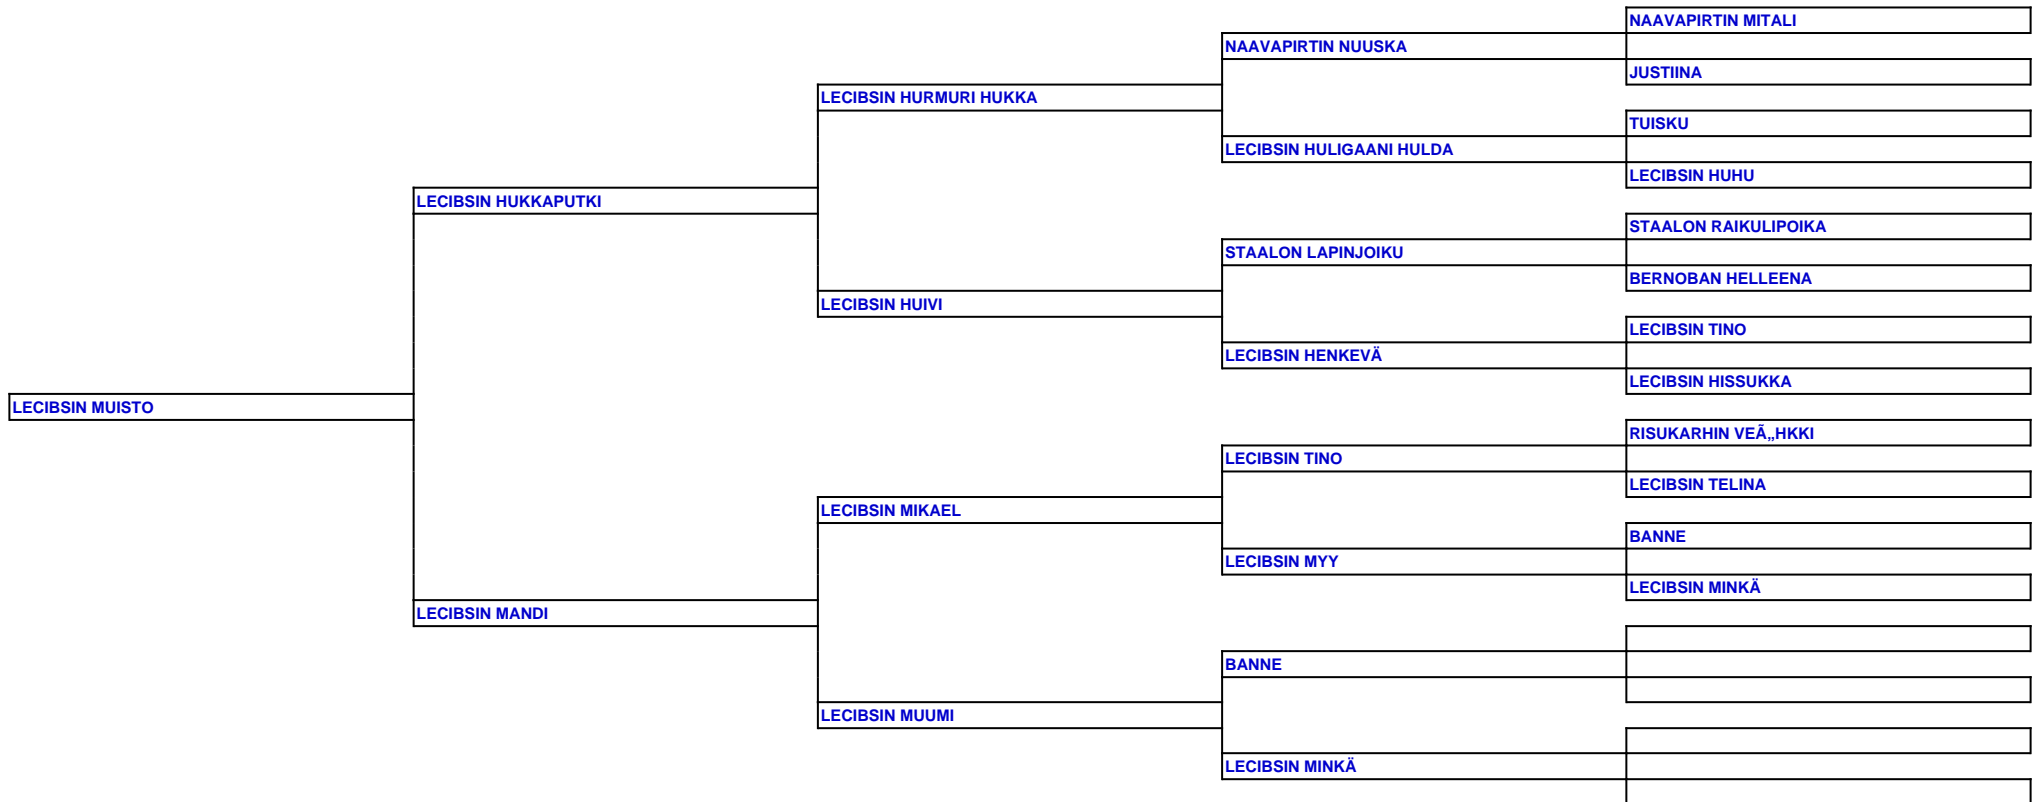 NAAVAPIRTIN MITALI
NAAVAPIRTIN NUUSKA
JUSTIINA
LECIBSIN HURMURI HUKKA
TUISKU
LECIBSIN HULIGAANI HULDA
LECIBSIN HUHU
LECIBSIN HUKKAPUTKI
STAALON RAIKULIPOIKA
STAALON LAPINJOIKU
BERNOBAN HELLEENA
LECIBSIN HUIVI
LECIBSIN TINO
LECIBSIN HENKEVÄ
LECIBSIN HISSUKKA
LECIBSIN MUISTO
RISUKARHIN VEÃ„HKKI
LECIBSIN TINO
LECIBSIN TELINA
LECIBSIN MIKAEL
BANNE
LECIBSIN MYY
LECIBSIN MINKÄ
LECIBSIN MANDI
BANNE
LECIBSIN MUUMI
LECIBSIN MINKÄ